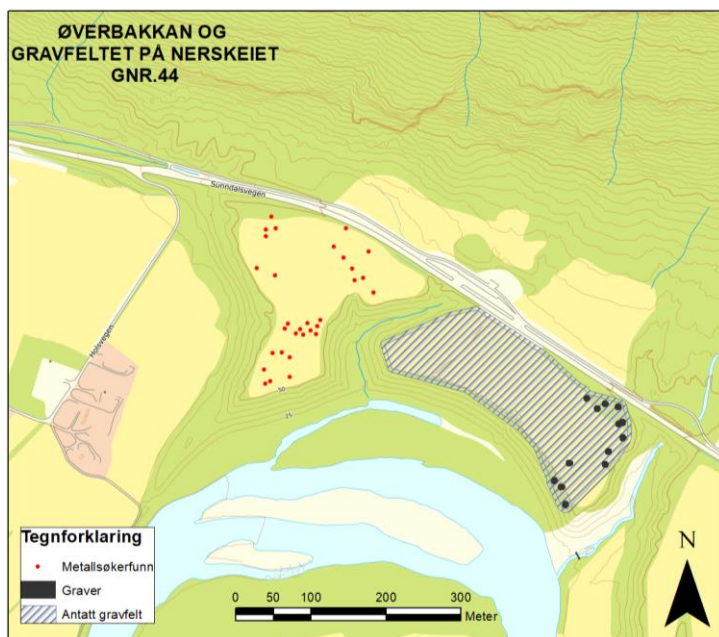 ØVERBAKKAN OG
GRAVFELTET PÅ NERSKEIET
GNR.44
Sunndalsvegen
Holsvegen
50
25
Tegnforklaring
Metallsøkerfunn
Graver
Antatt gravfelt
N
0 50 100 200 300
Meter